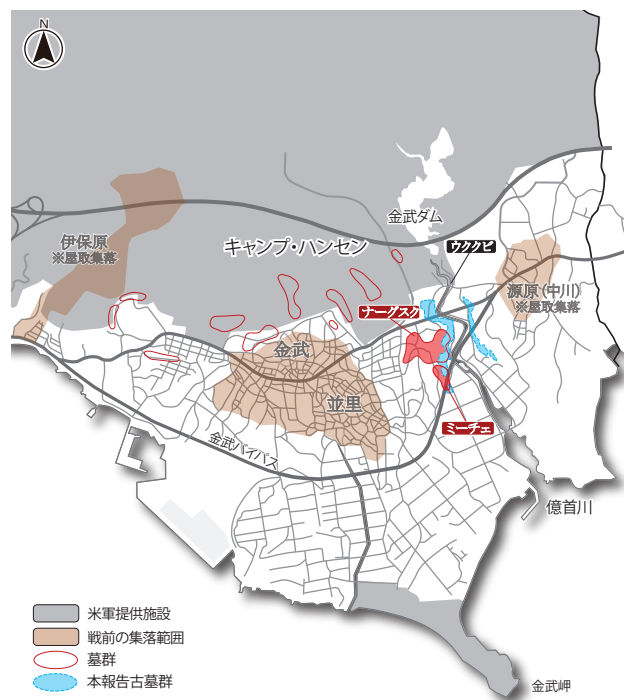 N
金武ダム
ウククビ
キャンプ・ハンセン
伊保原
※屋取集落
源原（中川）
※屋取集落
ナーグスク
金武
並里
ミーチェ
金武バイパス
億首川
米軍提供施設
戦前の集落範囲
墓群
本報告古墓群
金武岬